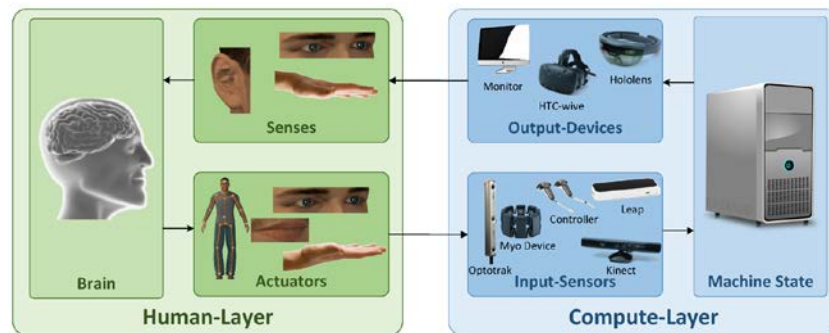 Monitor
HTC-wive
Hololens
Senses
Output-Devices
Controller
Leap
Myo Device
Optotrak
Kinect
Brain
Actuators
Input-Sensors
Machine State
Human-Layer
Compute-Layer